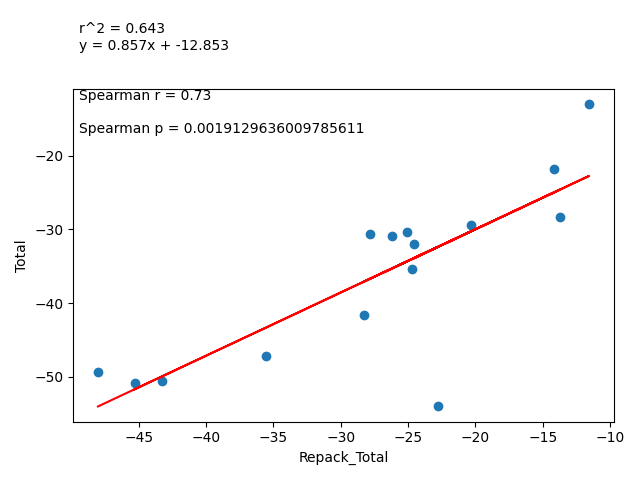 r^2 = 0.643
y = 0.857x + -12.853
Spearman r = 0.73
Spearman p = 0.0019129636009785611
−20
−30
−40
−50
Total
−45
−40
−35
−30
−25
−20
−15
−10
Repack_Total